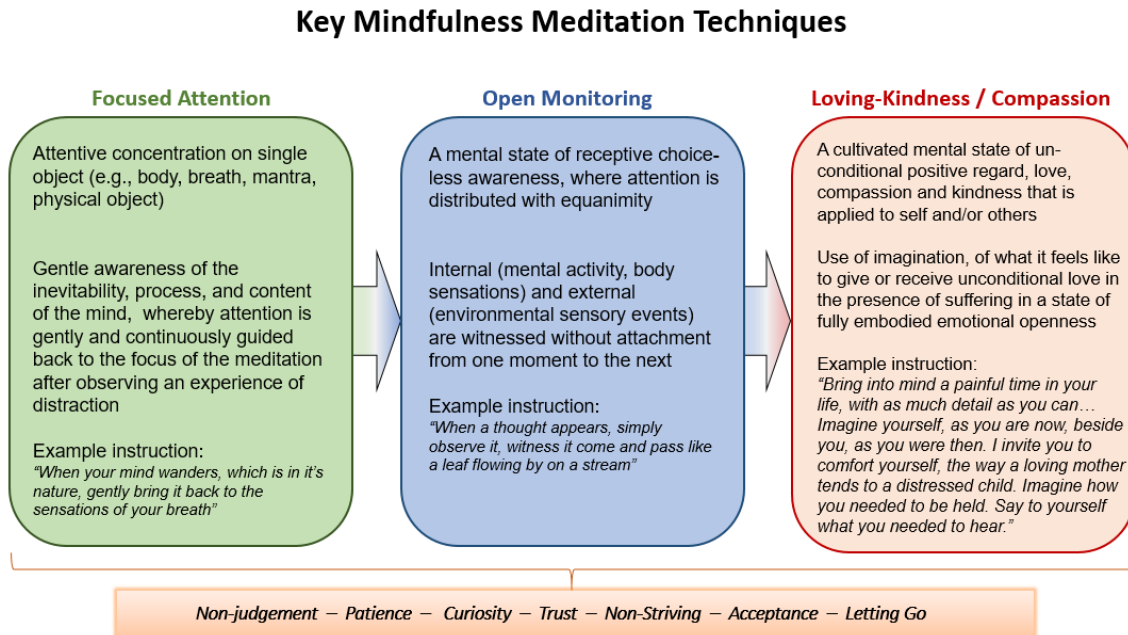 Key Mindfulness Meditation Techniques
Focused Attention
Attentive concentration on single
object (e.g., body, breath, mantra,
physical object)
Gentle awareness of the
inevitability, process, and content
of the mind, whereby attention is
gently and continuously guided
back to the focus of the meditation
after observing an experience of
distraction
Example instruction:
“When your mind wanders, which is in it’s
nature, gently bring it back to the
sensations of your breath”
Open Monitoring
A mental state of receptive choice-
less awareness, where attention is
distributed with equanimity
Internal (mental activity, body
sensations) and external
(environmental sensory events)
are witnessed without attachment
from one moment to the next
Example instruction:
“When a thought appears, simply
observe it, witness it come and pass like
a leaf flowing by on a stream”
Loving-Kindness / Compassion
A cultivated mental state of un-
conditional positive regard, love,
compassion and kindness that is
applied to self and/or others
Use of imagination, of what it feels like
to give or receive unconditional love in
the presence of suffering in a state of
fully embodied emotional openness
Example instruction:
“Bring into mind a painful time in your
life, with as much detail as you can…
Imagine yourself, as you are now, beside
you, as you were then. I invite you to
comfort yourself, the way a loving mother
tends to a distressed child. Imagine how
you needed to be held. Say to yourself
what you needed to hear.”
Non-judgement – Patience – Curiosity – Trust – Non-Striving – Acceptance – Letting Go